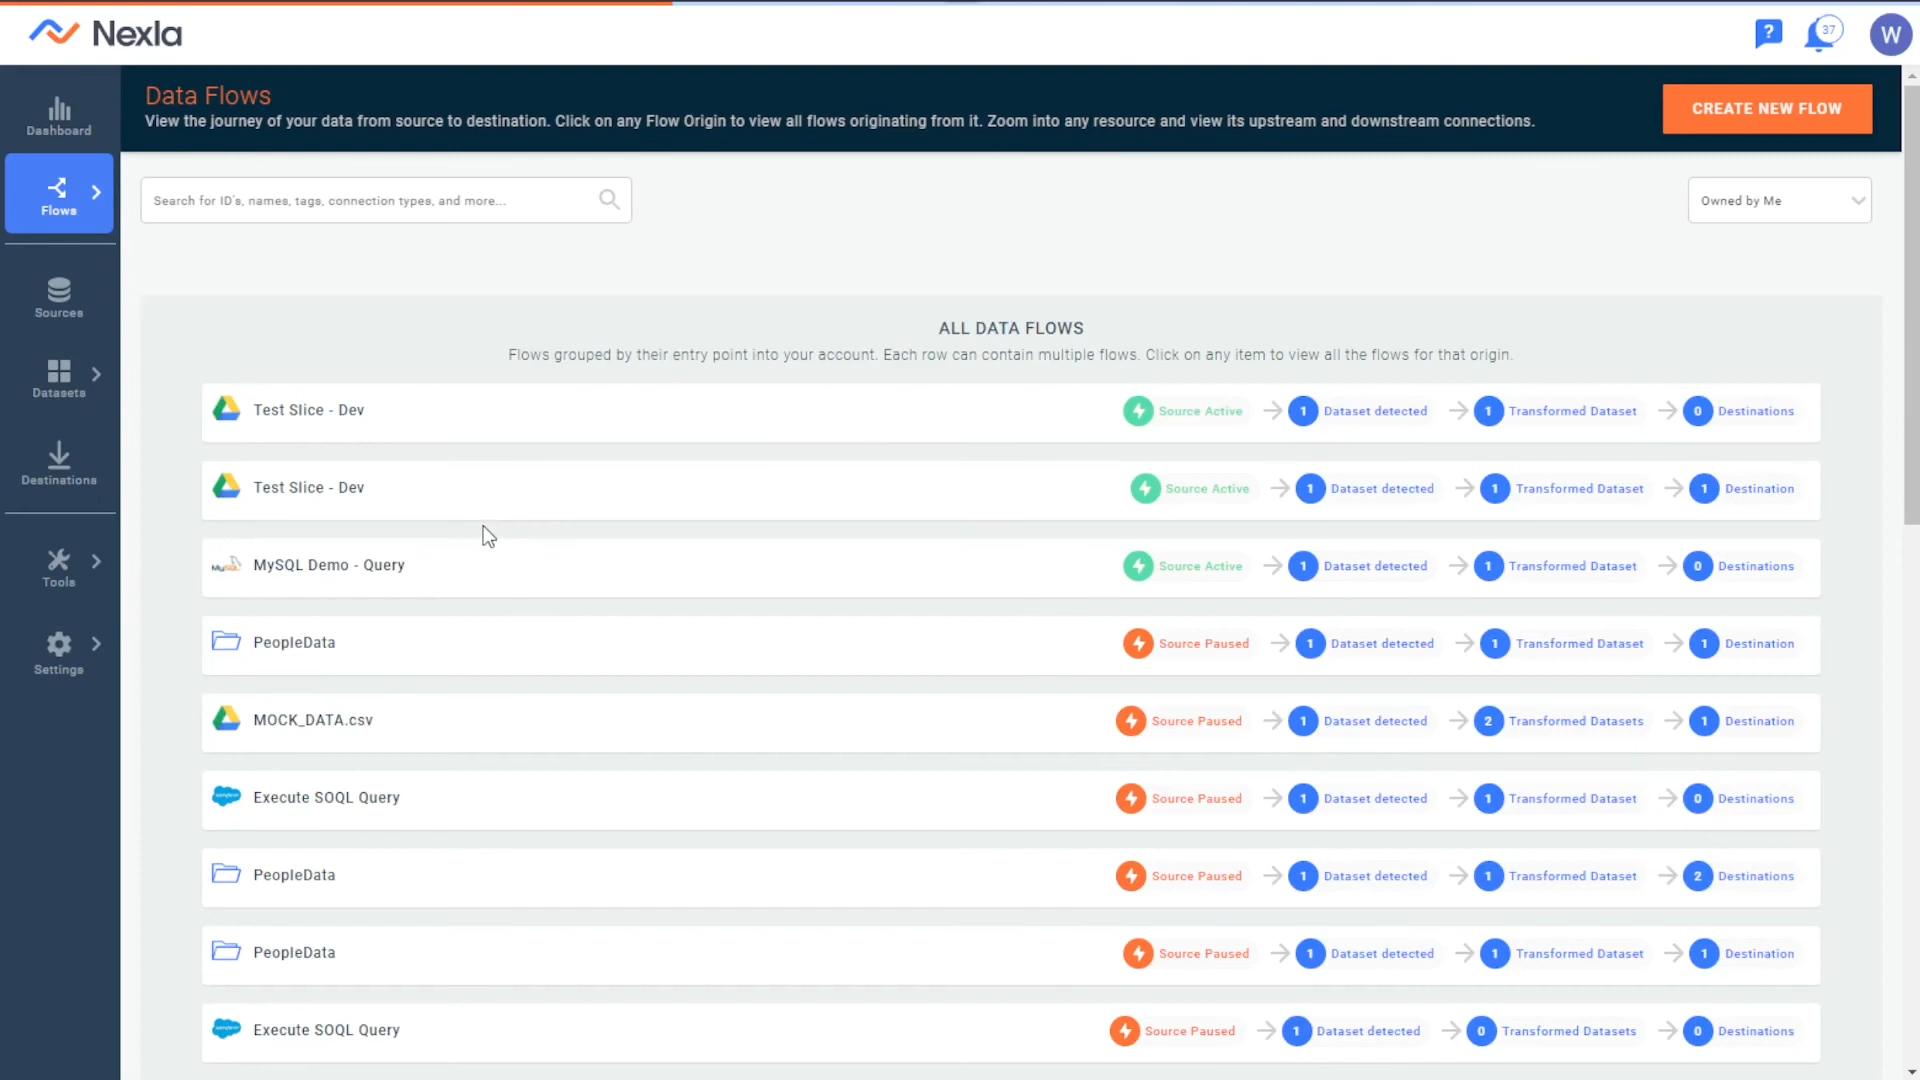 Nexla
?
37
W
Dashboard
Flows
Sources
Datasets
Destinations
Tools
Settings
Data Flows
View the journey of your data from source to destination. Click on any Flow Origin to view all flows originating from it. Zoom into any resource and view its upstream and downstream connections.
CREATE NEW FLOW
Search for ID's, names, tags, connection types, and more...
Owned by Me
ALL DATA FLOWS
Flows grouped by their entry point into your account. Each row can contain multiple flows. Click on any item to view all the flows for that origin.
Test Slice - Dev Source Active 1 Dataset detected 1 Transformed Dataset 0 Destinations
Test Slice - Dev Source Active 1 Dataset detected 1 Transformed Dataset 1 Destination
MySQL MySQL Demo - Query Source Active 1 Dataset detected 1 Transformed Dataset 0 Destinations
PeopleData Source Paused 1 Dataset detected 1 Transformed Dataset 1 Destination
MOCK_DATA.csv Source Paused 1 Dataset detected 2 Transformed Datasets 1 Destination
Execute SOQL Query Source Paused 1 Dataset detected 1 Transformed Dataset 0 Destinations
PeopleData Source Paused 1 Dataset detected 1 Transformed Dataset 2 Destinations
PeopleData Source Paused 1 Dataset detected 1 Transformed Dataset 1 Destination
Execute SOQL Query Source Paused 1 Dataset detected 0 Transformed Datasets 0 Destinations